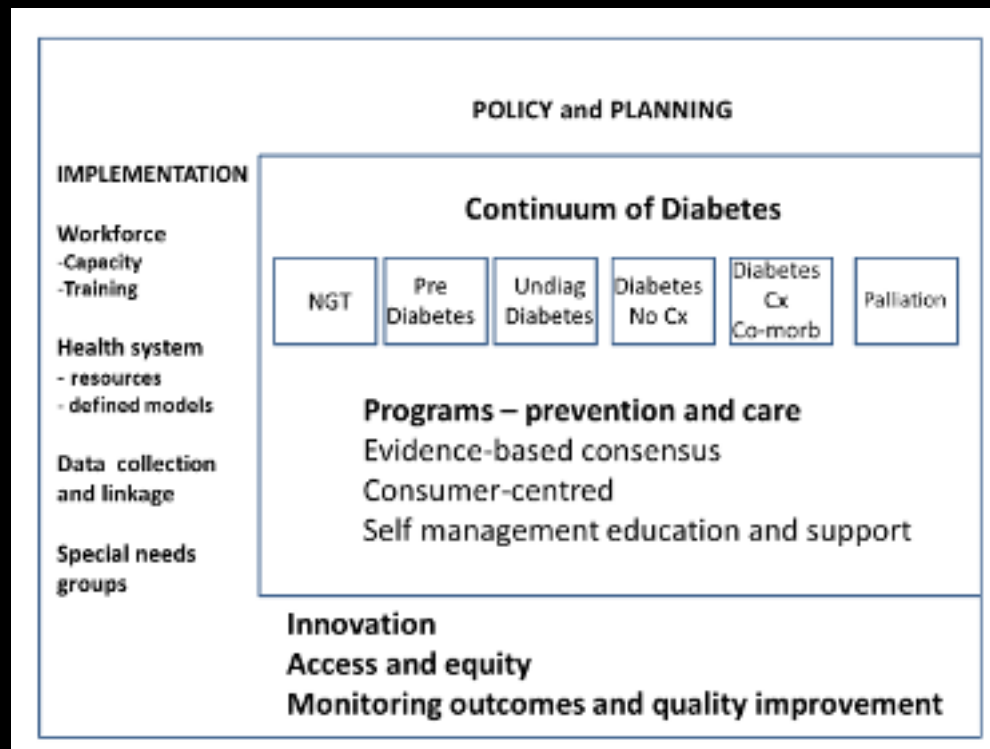 POLICY and PLANNING
IMPLEMENTATION
Workforce
-Capacity
-Training
Health system
- resources
- defined models
Data collection
and linkage
Special needs
groups
Continuum of Diabetes
NGT
Pre
Diabetes
Undiag
Diabetes
Diabetes
No Cx
Diabetes
Cx
Co-morb
Palliation
Programs – prevention and care
Evidence-based consensus
Consumer-centred
Self management education and support
Innovation
Access and equity
Monitoring outcomes and quality improvement